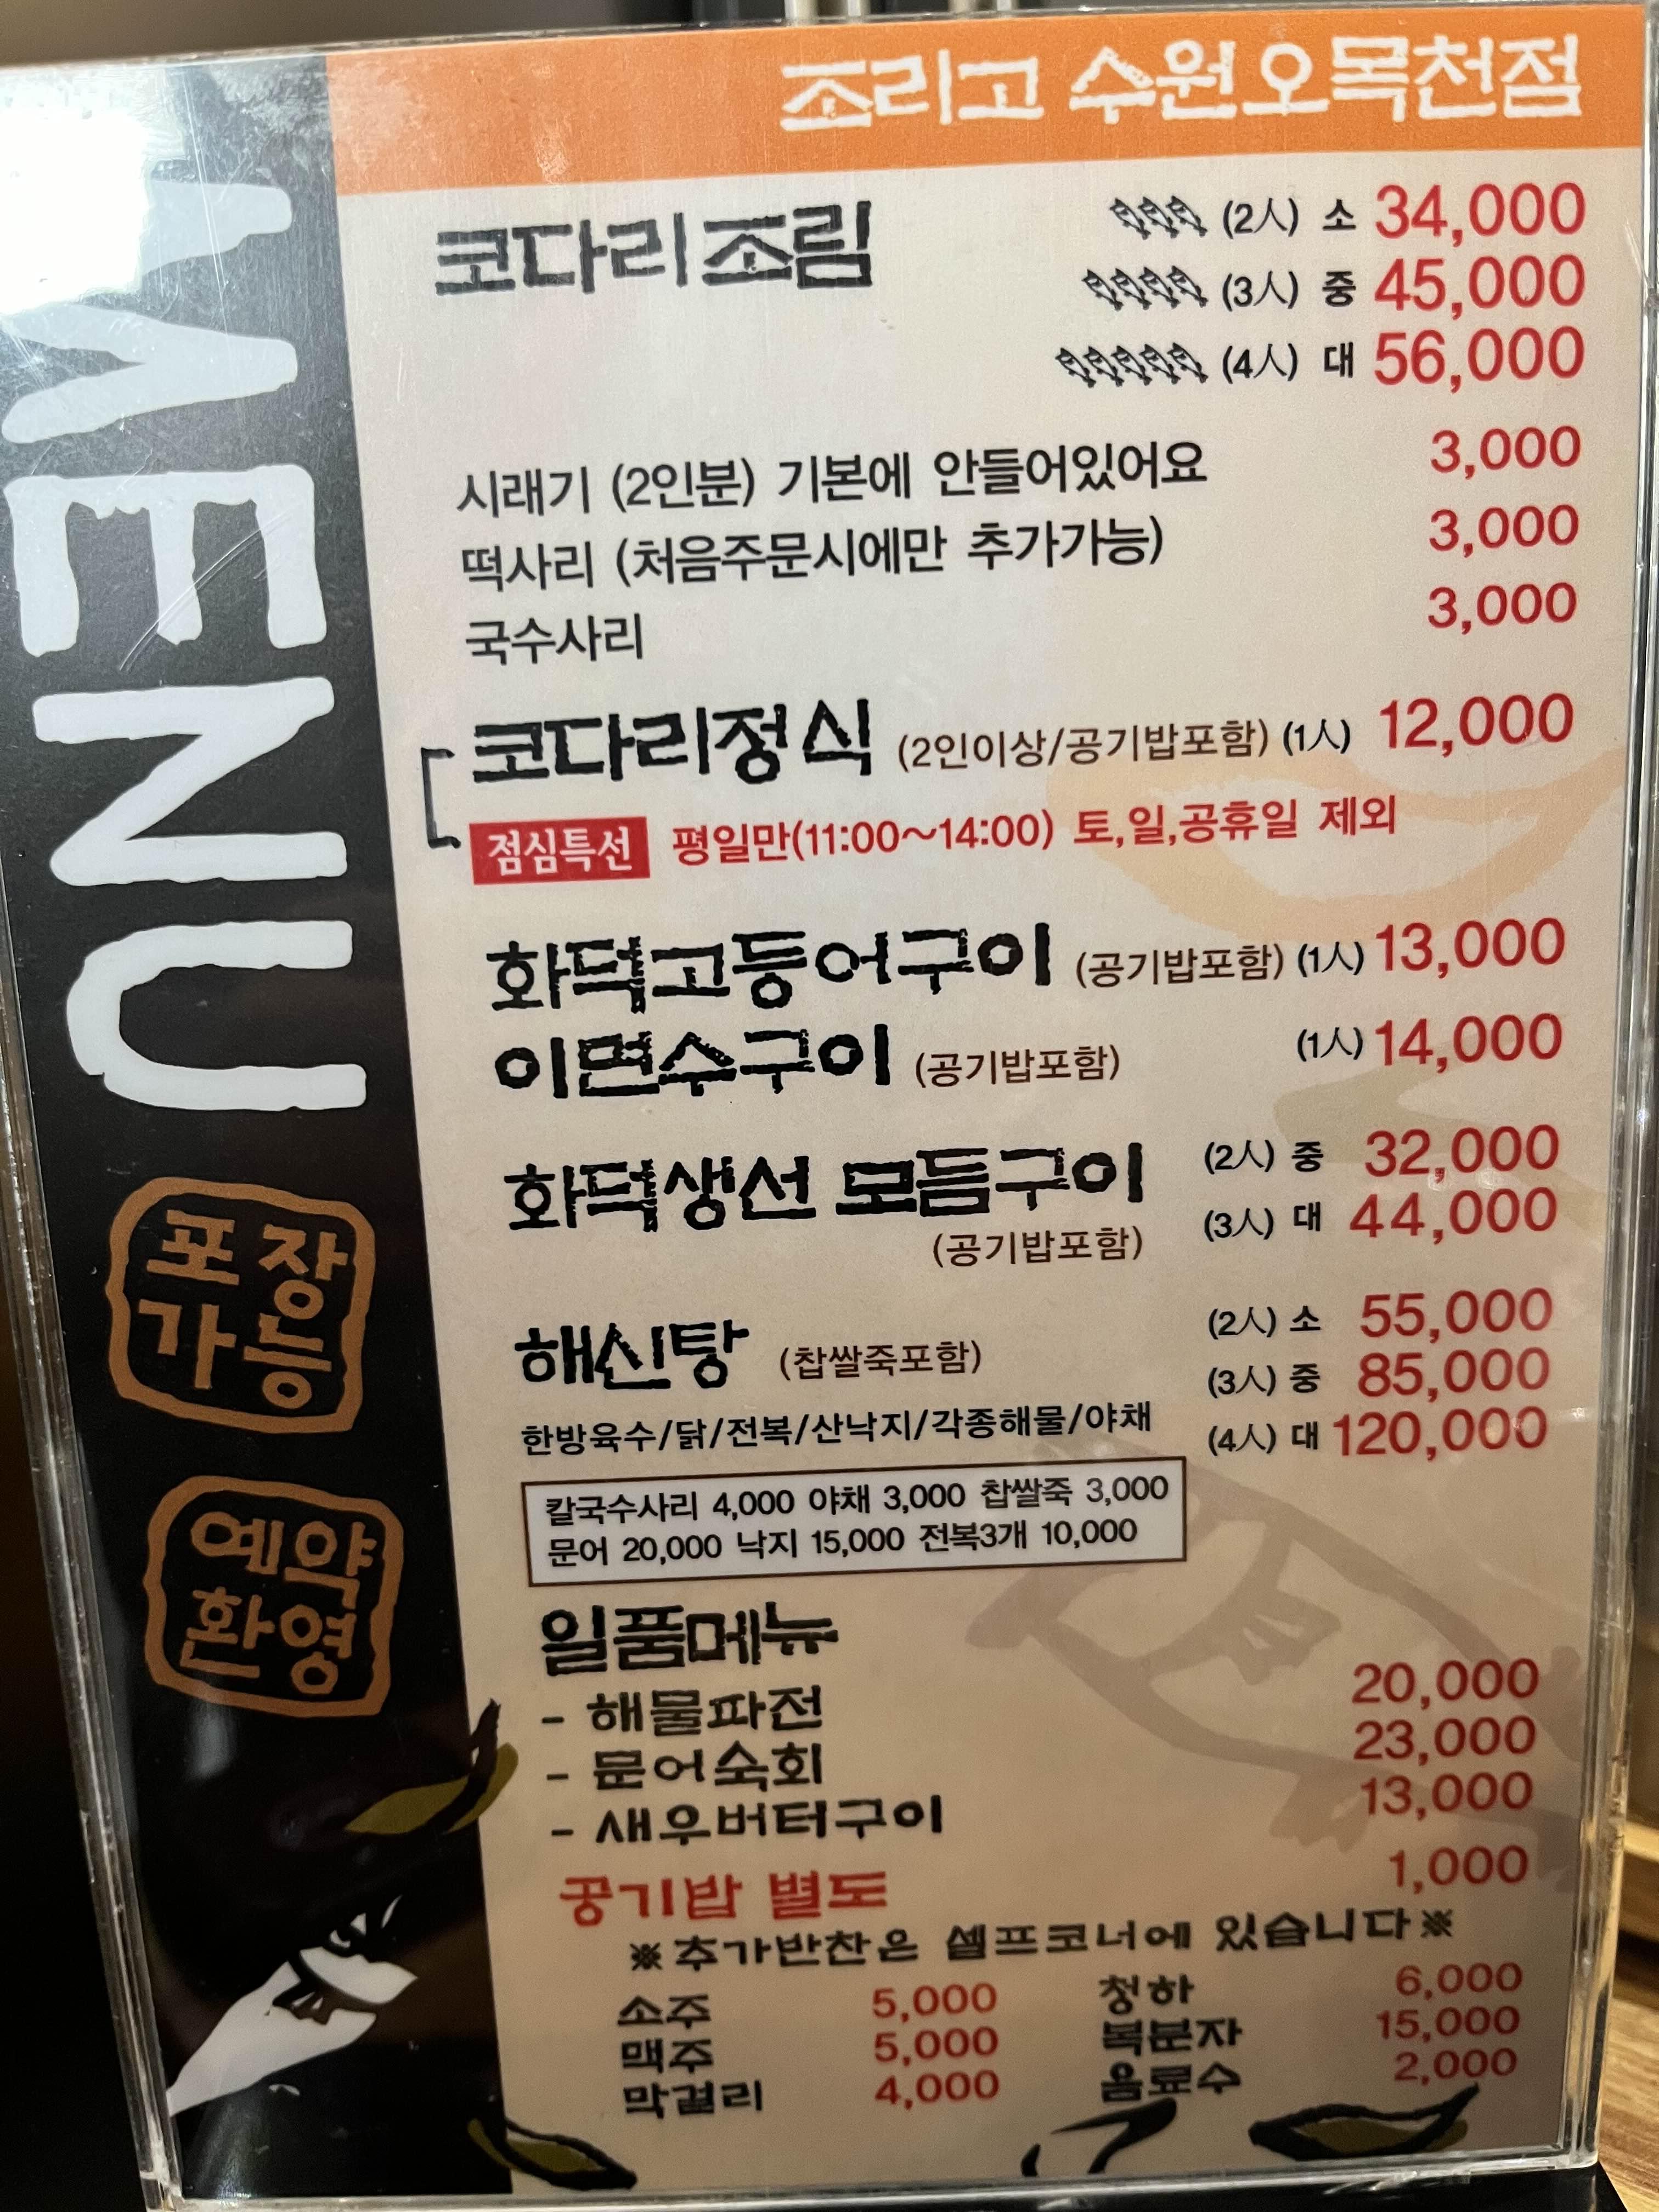 조리고 수원오목천점
MENU
포장
가능
예약
환영
코다리조림
(2人) 소 34,000
(3人) 중 45,000
(4人) 대 56,000
시래기 (2인분) 기본에 안들어있어요 3,000
떡사리 (처음주문시에만 추가가능) 3,000
국수사리 3,000
코다리정식 (2인이상/공기밥포함) (1人) 12,000
점심특선 평일만(11:00~14:00) 토,일,공휴일 제외
화덕고등어구이 (공기밥포함) (1人) 13,000
이면수구이 (공기밥포함) (1人) 14,000
화덕생선 모듬구이 (2人) 중 32,000
(공기밥포함) (3人) 대 44,000
해신탕 (찹쌀죽포함) (2人) 소 55,000
(3人) 중 85,000
한방육수/닭/전복/산낙지/각종해물/야채 (4人) 대 120,000
칼국수사리 4,000 야채 3,000 찹쌀죽 3,000
문어 20,000 낙지 15,000 전복3개 10,000
일품메뉴
- 해물파전 20,000
- 문어숙회 23,000
- 새우버터구이 13,000
공기밥 별도 1,000
※추가반찬은 셀프코너에 있습니다※
소주 5,000 청하 6,000
맥주 5,000 복분자 15,000
막걸리 4,000 음료수 2,000